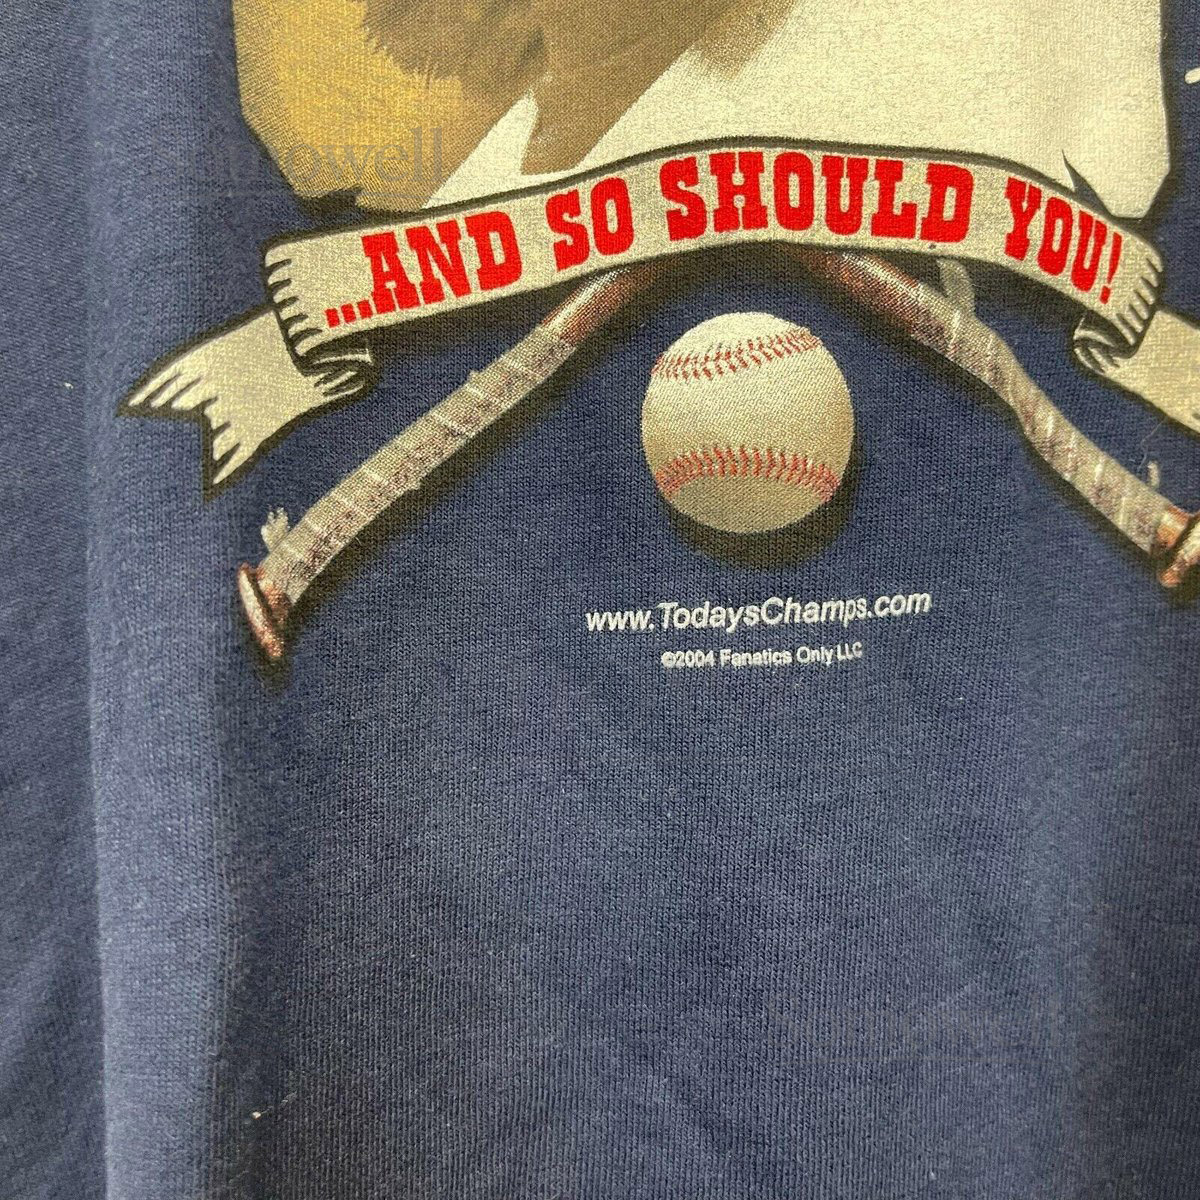 ...AND SO SHOULD YOU!
www.TodaysChamps.com
©2004 Fanatics Only LLC